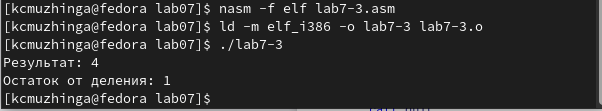 [kcmuzhinga@fedora lab07]$ nasm -f elf lab7-3.asm
[kcmuzhinga@fedora lab07]$ ld -m elf_i386 -o lab7-3 lab7-3.o
[kcmuzhinga@fedora lab07]$ ./lab7-3
Результат: 4
Остаток от деления: 1
[kcmuzhinga@fedora lab07]$